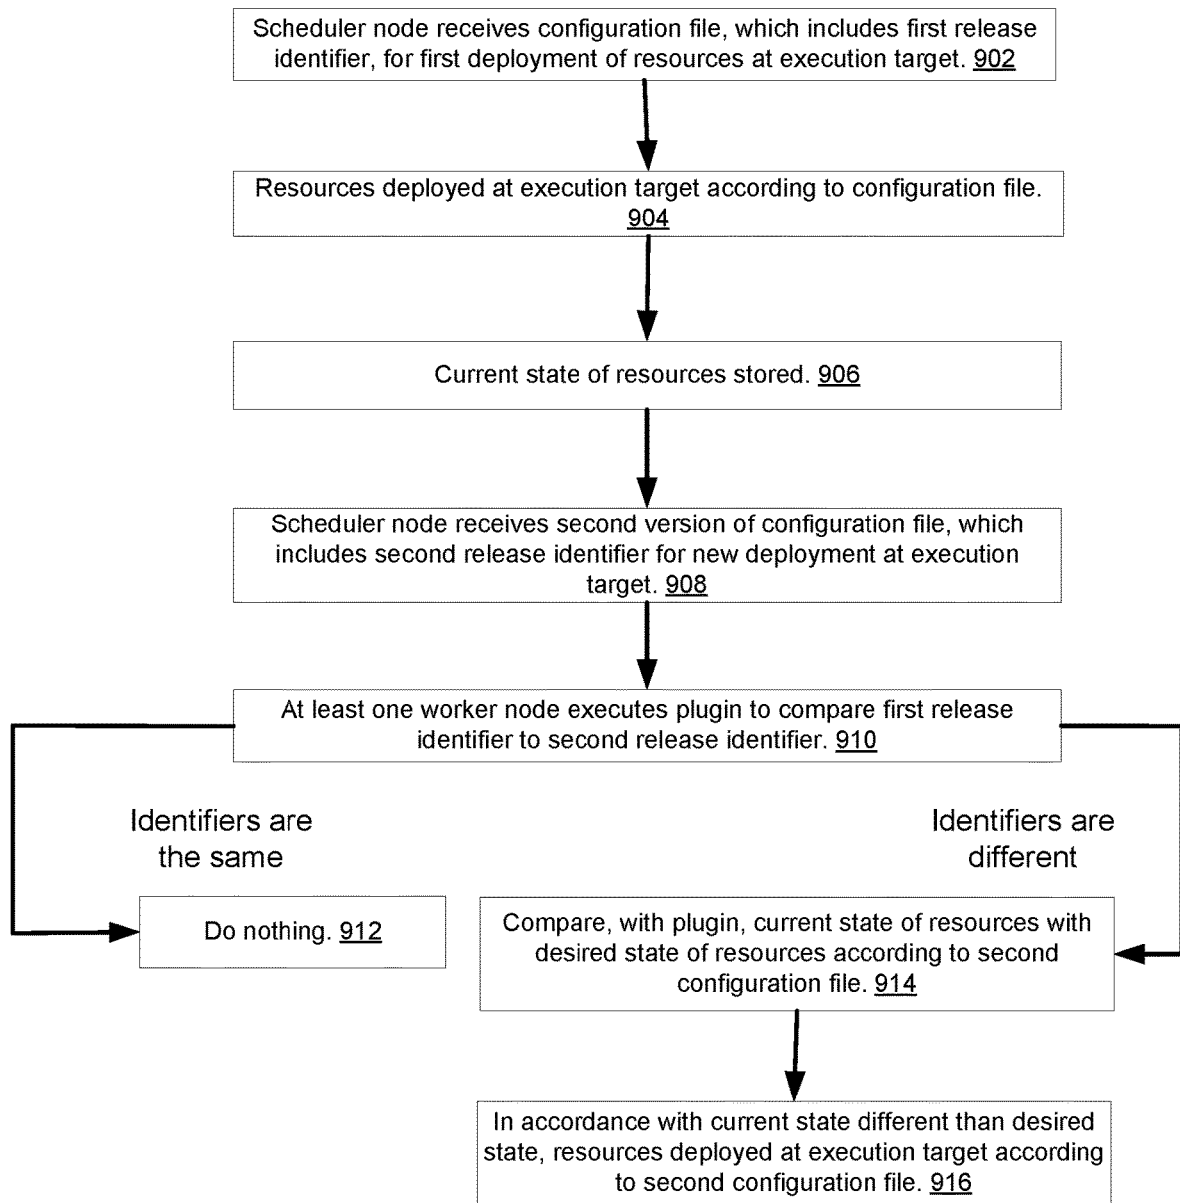 Scheduler node receives configuration file, which includes first release
identifier, for first deployment of resources at execution target. 902
Resources deployed at execution target according to configuration file.
904
Current state of resources stored. 906
Scheduler node receives second version of configuration file, which
includes second release identifier for new deployment at execution
target. 908
At least one worker node executes plugin to compare first release
identifier to second release identifier. 910
Identifiers are
the same
Identifiers are
different
Do nothing. 912
Compare, with plugin, current state of resources with
desired state of resources according to second
configuration file. 914
In accordance with current state different than desired
state, resources deployed at execution target according
to second configuration file. 916